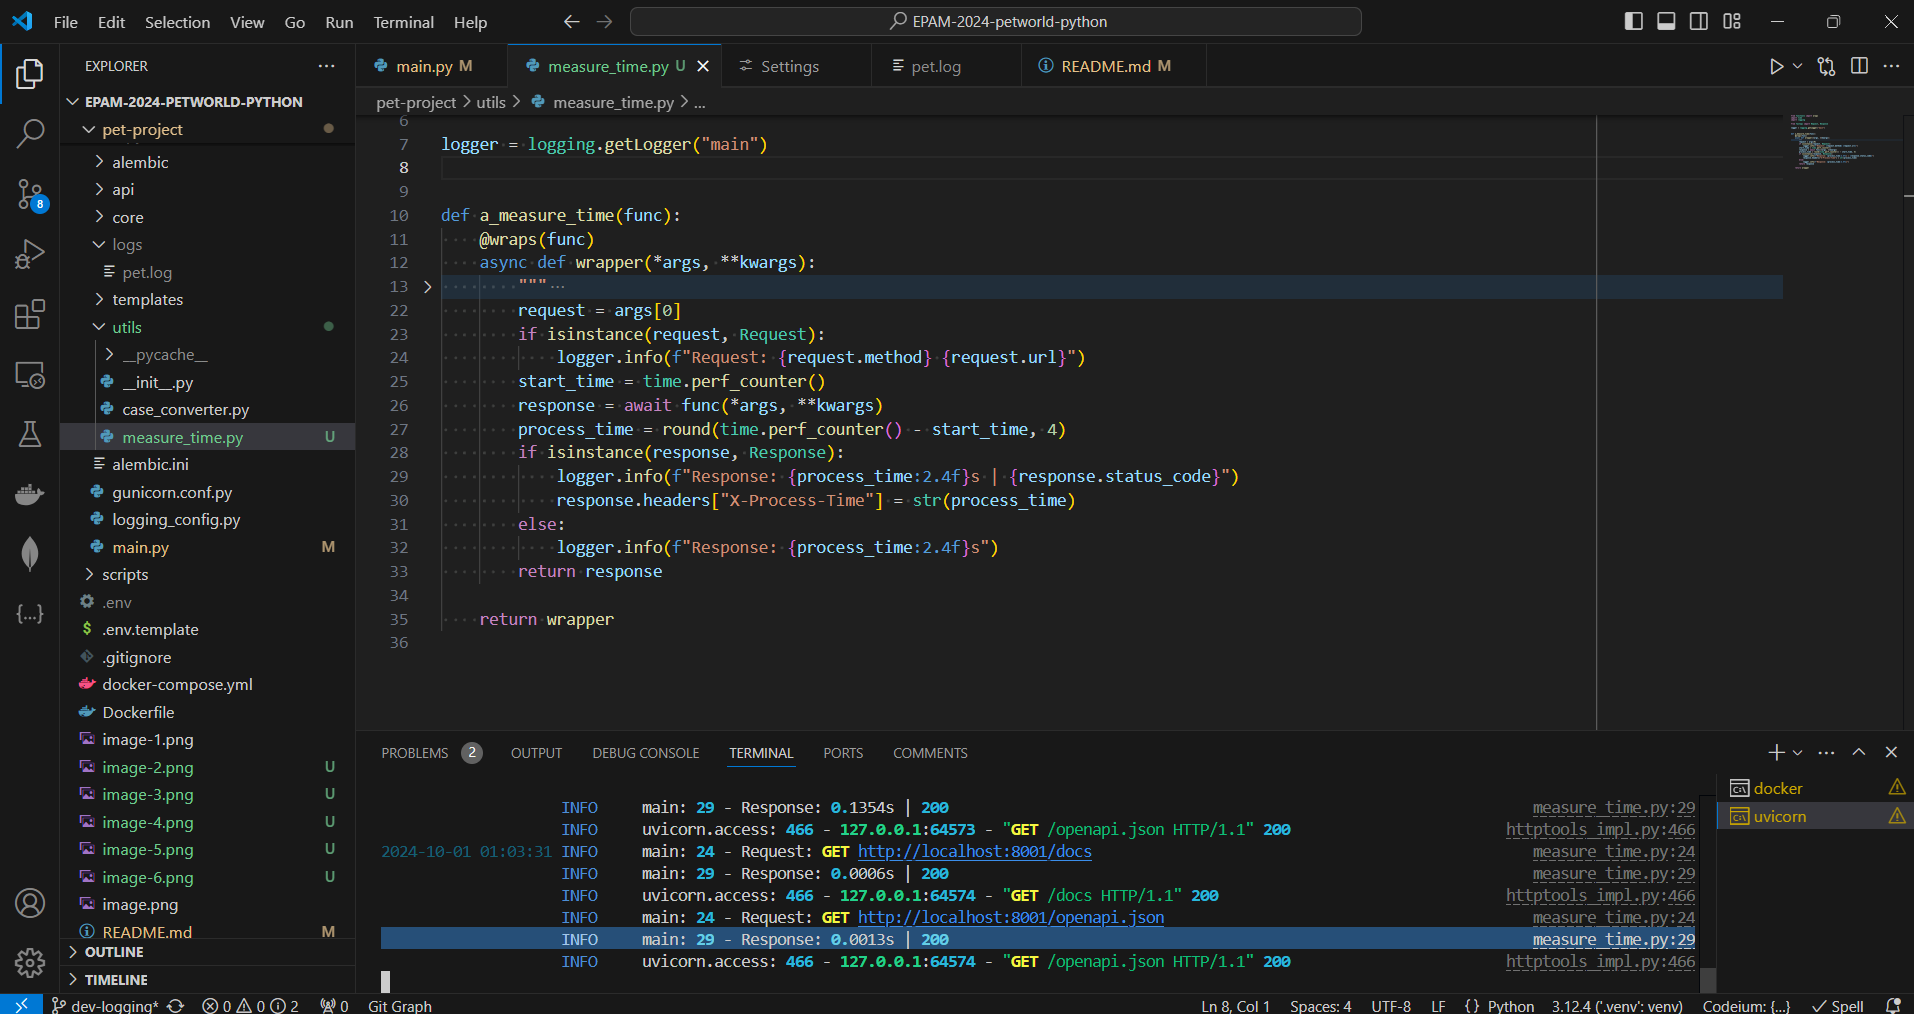 File Edit Selection View Go Run Terminal Help
EPAM-2024-petworld-python
EXPLORER
main.py M
measure_time.py U
Settings
pet.log
README.md M
EPAM-2024-PETWORLD-PYTHON
pet-project > utils > measure_time.py > ...
pet-project
alembic
api
core
logs
pet.log
templates
utils
__pycache__
__init__.py
case_converter.py
measure_time.py U
alembic.ini
gunicorn.conf.py
logging_config.py
main.py M
scripts
.env
.env.template
.gitignore
docker-compose.yml
Dockerfile
image-1.png
image-2.png U
image-3.png U
image-4.png U
image-5.png U
image-6.png U
image.png
README.md M
OUTLINE
TIMELINE
8
6
7 logger = logging.getLogger("main")
8
9
10 def a_measure_time(func):
11 @wraps(func)
12 async def wrapper(*args, **kwargs):
13 """ ...
22 request = args[0]
23 if isinstance(request, Request):
24 logger.info(f"Request: {request.method} {request.url}")
25 start_time = time.perf_counter()
26 response = await func(*args, **kwargs)
27 process_time = round(time.perf_counter() - start_time, 4)
28 if isinstance(response, Response):
29 logger.info(f"Response: {process_time:2.4f}s | {response.status_code}")
30 response.headers["X-Process-Time"] = str(process_time)
31 else:
32 logger.info(f"Response: {process_time:2.4f}s")
33 return response
34
35 return wrapper
36
PROBLEMS 2 OUTPUT DEBUG CONSOLE TERMINAL PORTS COMMENTS
INFO main: 29 - Response: 0.1354s | 200 measure_time.py:29
INFO uvicorn.access: 466 - 127.0.0.1:64573 - "GET /openapi.json HTTP/1.1" 200 httptools_impl.py:466
2024-10-01 01:03:31 INFO main: 24 - Request: GET http://localhost:8001/docs measure_time.py:24
INFO main: 29 - Response: 0.0006s | 200 measure_time.py:29
INFO uvicorn.access: 466 - 127.0.0.1:64574 - "GET /docs HTTP/1.1" 200 httptools_impl.py:466
INFO main: 24 - Request: GET http://localhost:8001/openapi.json measure_time.py:24
INFO main: 29 - Response: 0.0013s | 200 measure_time.py:29
INFO uvicorn.access: 466 - 127.0.0.1:64574 - "GET /openapi.json HTTP/1.1" 200 httptools_impl.py:466
docker
uvicorn
dev-logging* 0 0 2 0 Git Graph Ln 8, Col 1 Spaces: 4 UTF-8 LF {} Python 3.12.4 ('.venv': venv) Codeium: {...} Spell